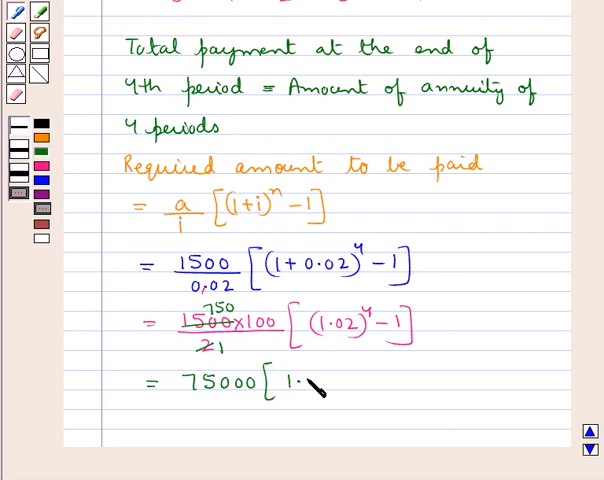 Total payment at the end of
4th period = Amount of annuity of
4 periods
Required amount to be paid
= a/i [(1+i)^n - 1]
= 1500/0.02 [(1+0.02)^4 - 1]
750
= 1500×100/2 1 [(1.02)^4 - 1]
= 75000 [ 1.